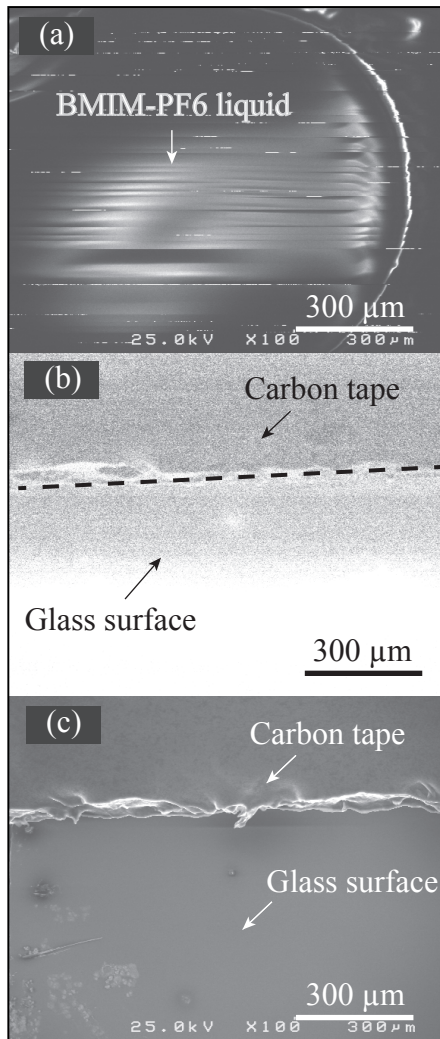 (a)
BMIM-PF6 liquid
300 µm
25.0kV X100 300µm
(b)
Carbon tape
Glass surface
300 µm
(c)
Carbon tape
Glass surface
300 µm
25.0kV X100 300µm